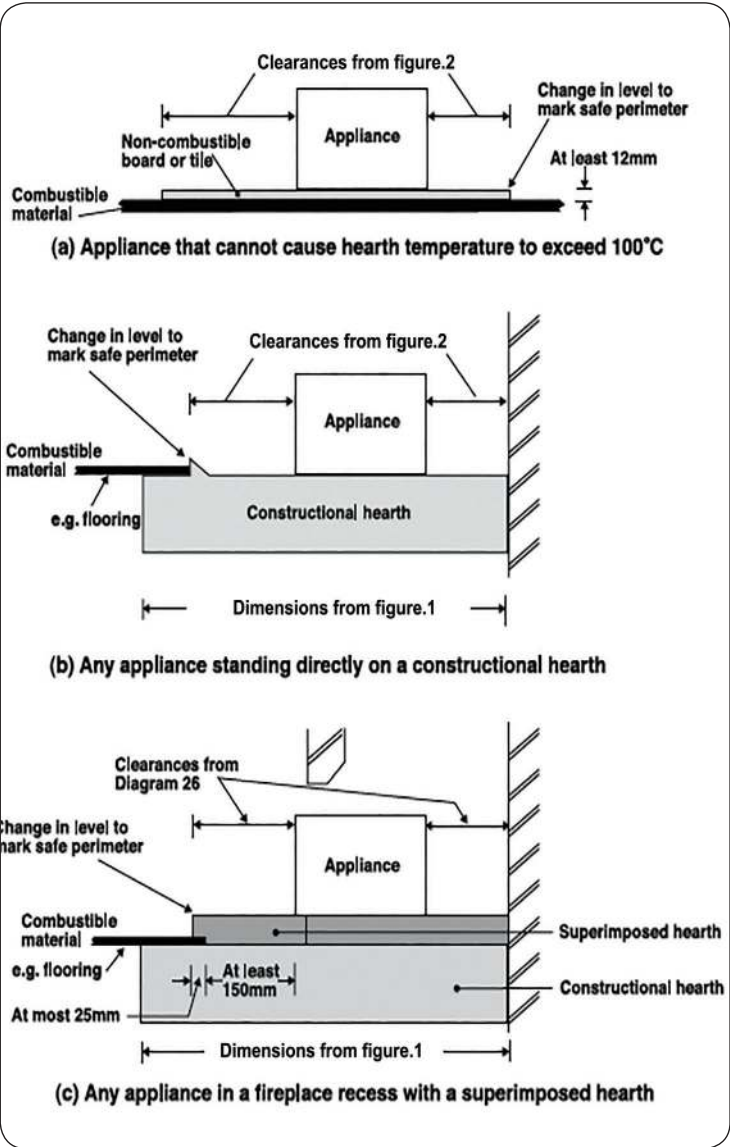 Clearances from figure.2
Change in level to
mark safe perimeter
Non-combustible
board or tile
Appliance
At least 12mm
Combustible
material
(a) Appliance that cannot cause hearth temperature to exceed 100°C
Change in level to
mark safe perimeter
Clearances from figure.2
Appliance
Combustible
material
e.g. flooring
Constructional hearth
Dimensions from figure.1
(b) Any appliance standing directly on a constructional hearth
Clearances from
Diagram 26
Change in level to
mark safe perimeter
Appliance
Combustible
material
Superimposed hearth
e.g. flooring
At least
150mm
Constructional hearth
At most 25mm
Dimensions from figure.1
(c) Any appliance in a fireplace recess with a superimposed hearth